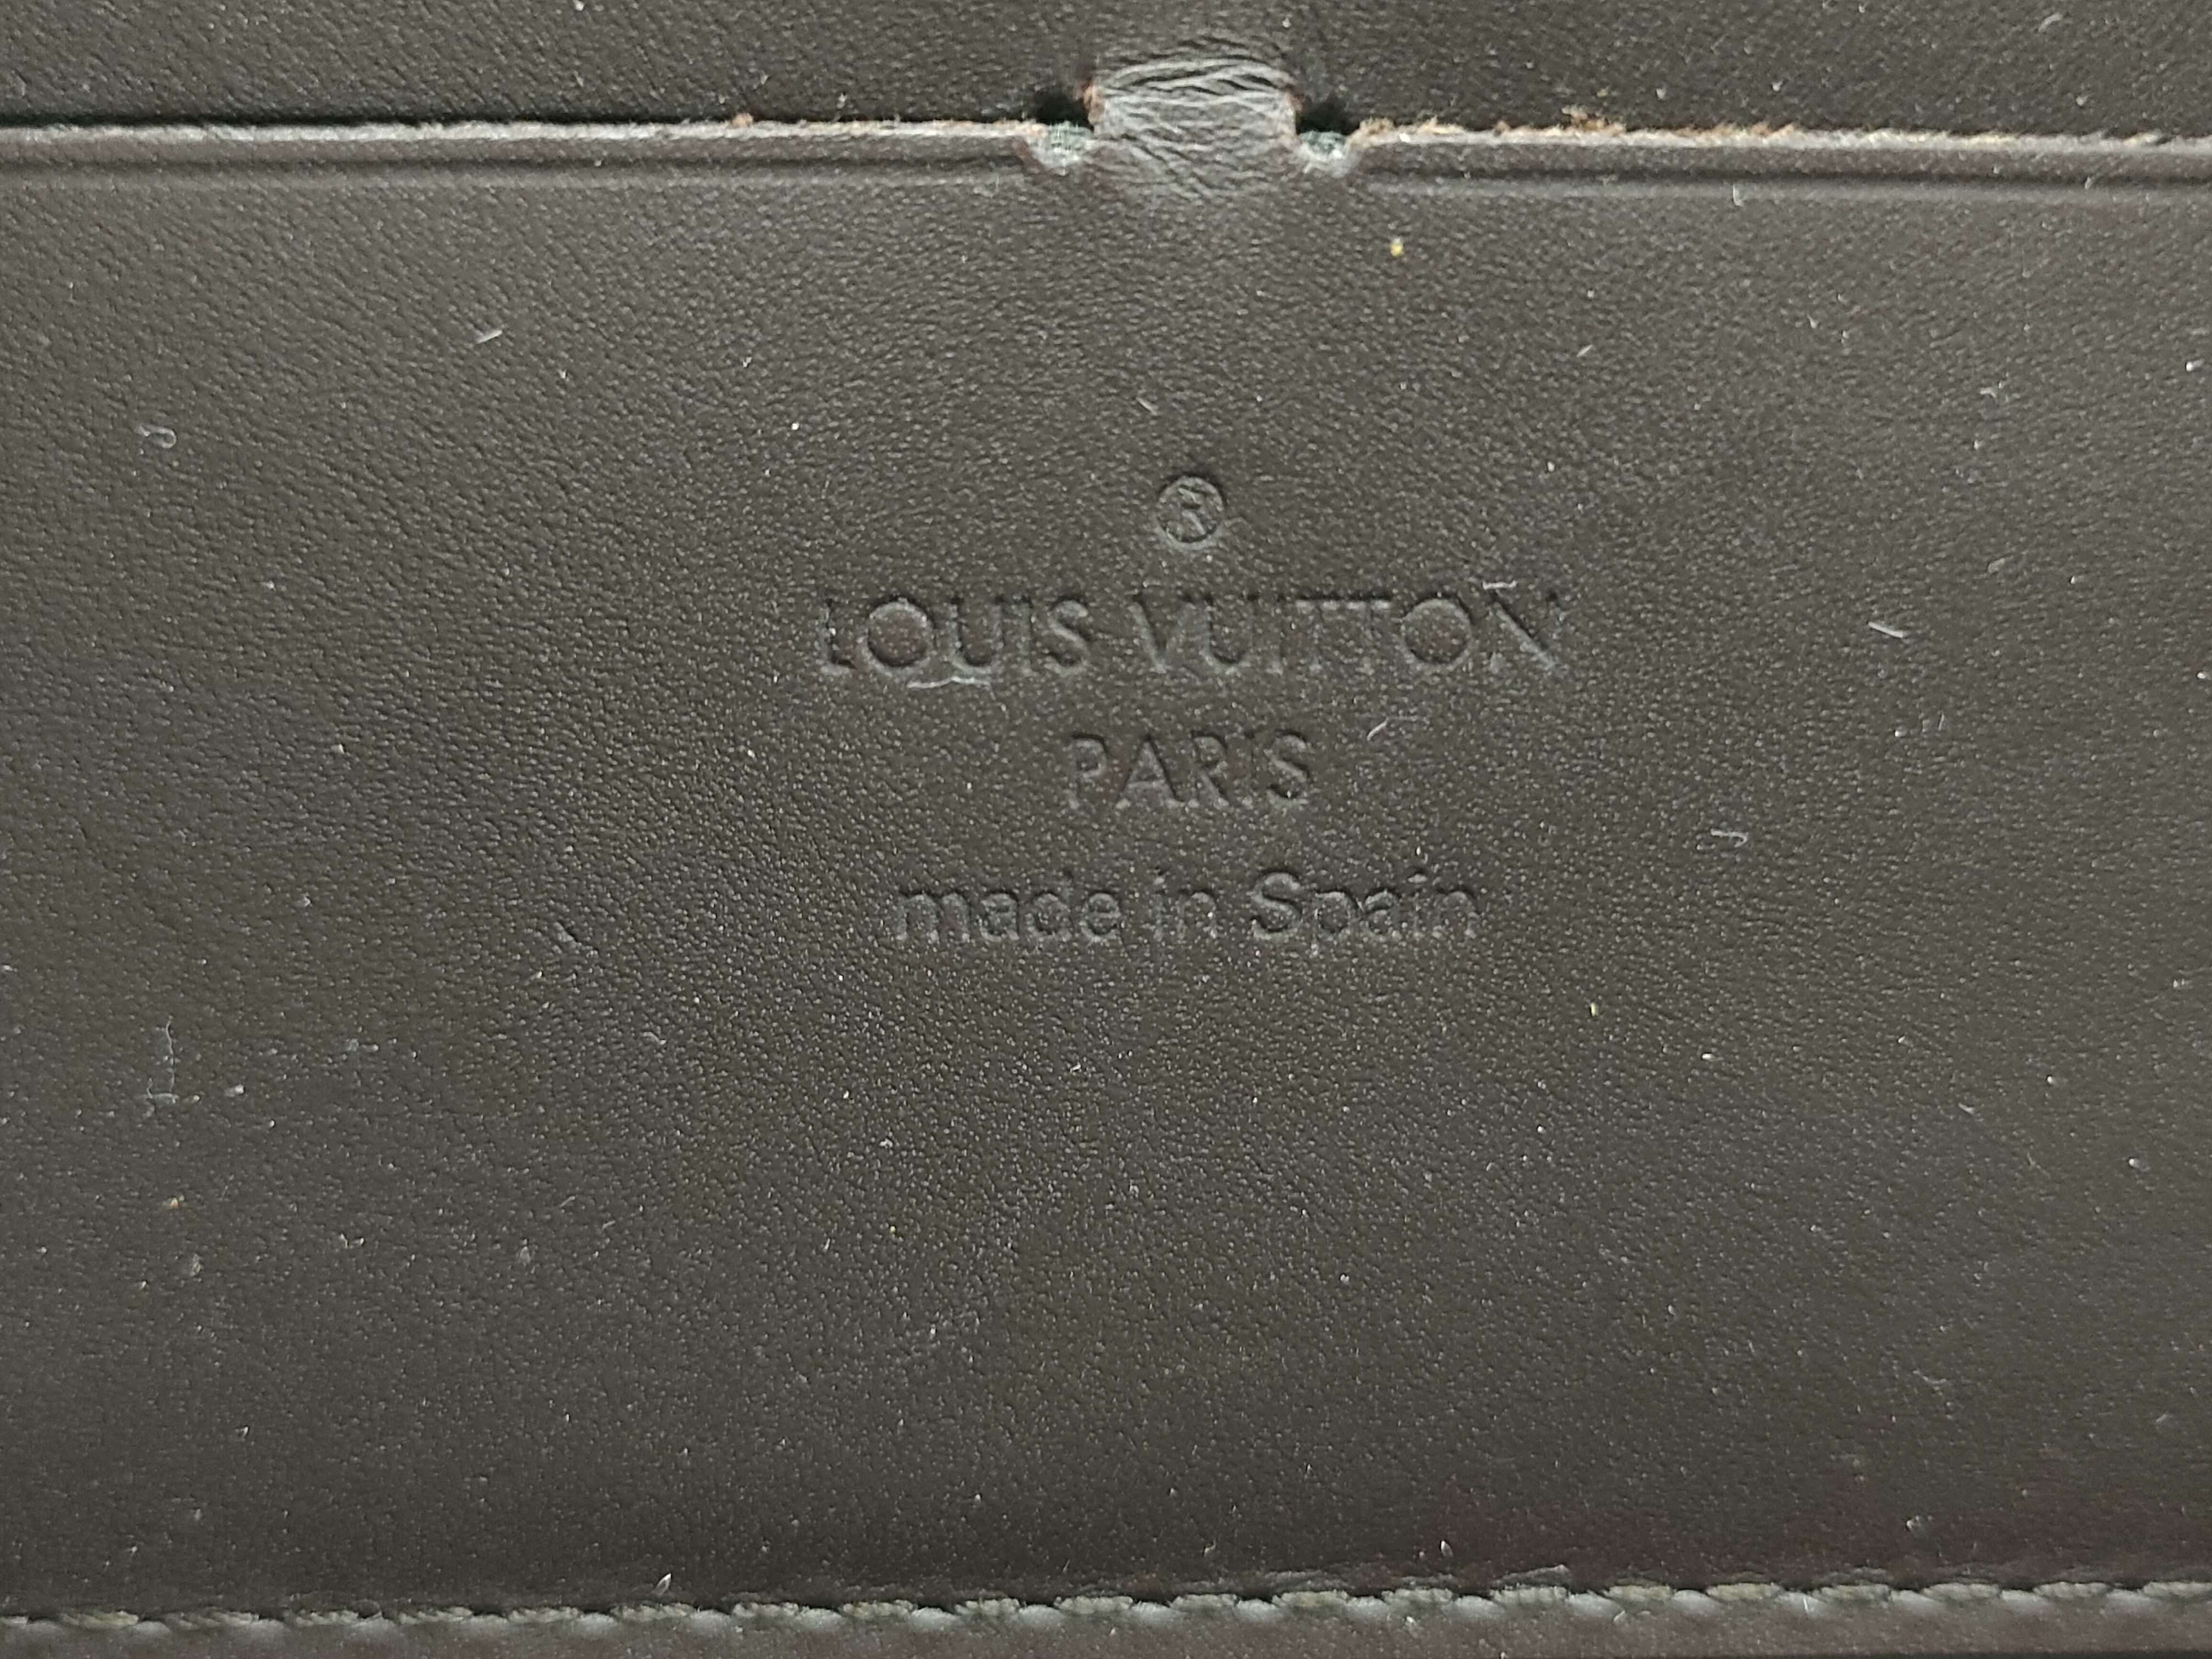 ®
LOUIS VUITTON
PARIS
made in Spain